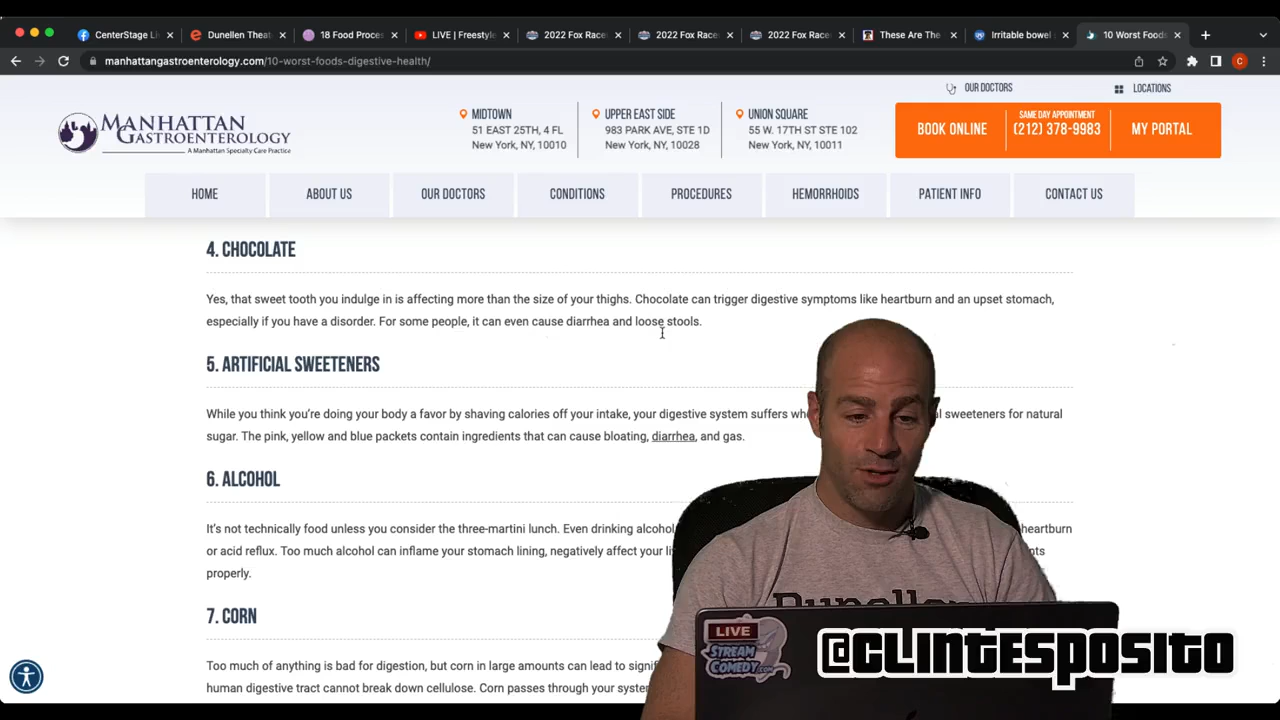 CenterStage Li
Dunellen Theat
18 Food Proces
LIVE | Freestyle
2022 Fox Race
2022 Fox Race
2022 Fox Race
These Are The
Irritable bowel
10 Worst Foods
manhattangastroenterology.com/10-worst-foods-digestive-health/
OUR DOCTORS
LOCATIONS
MANHATTAN
GASTROENTEROLOGY
A Manhattan Specialty Care Practice
MIDTOWN
51 EAST 25TH, 4 FL
New York, NY, 10010
UPPER EAST SIDE
983 PARK AVE, STE 1D
New York, NY, 10028
UNION SQUARE
55 W. 17TH ST STE 102
New York, NY, 10011
BOOK ONLINE
SAME DAY APPOINTMENT
(212) 378-9983
MY PORTAL
HOME
ABOUT US
OUR DOCTORS
CONDITIONS
PROCEDURES
HEMORRHOIDS
PATIENT INFO
CONTACT US
4. CHOCOLATE
Yes, that sweet tooth you indulge in is affecting more than the size of your thighs. Chocolate can trigger digestive symptoms like heartburn and an upset stomach,
especially if you have a disorder. For some people, it can even cause diarrhea and loose stools.
5. ARTIFICIAL SWEETENERS
While you think you're doing your body a favor by shaving calories off your intake, your digestive system suffers sweeteners for natural
sugar. The pink, yellow and blue packets contain ingredients that can cause bloating, diarrhea, and gas.
6. ALCOHOL
It's not technically food unless you consider the three-martini lunch. Even drinking alcohol heartburn
or acid reflux. Too much alcohol can inflame your stomach lining, negatively affect your
properly.
7. CORN
Too much of anything is bad for digestion, but corn in large amounts can lead to
human digestive tract cannot break down cellulose. Corn passes through your
Dunellen
LIVE
STREAM
COMEDY.com
@CLINTESPOSITO